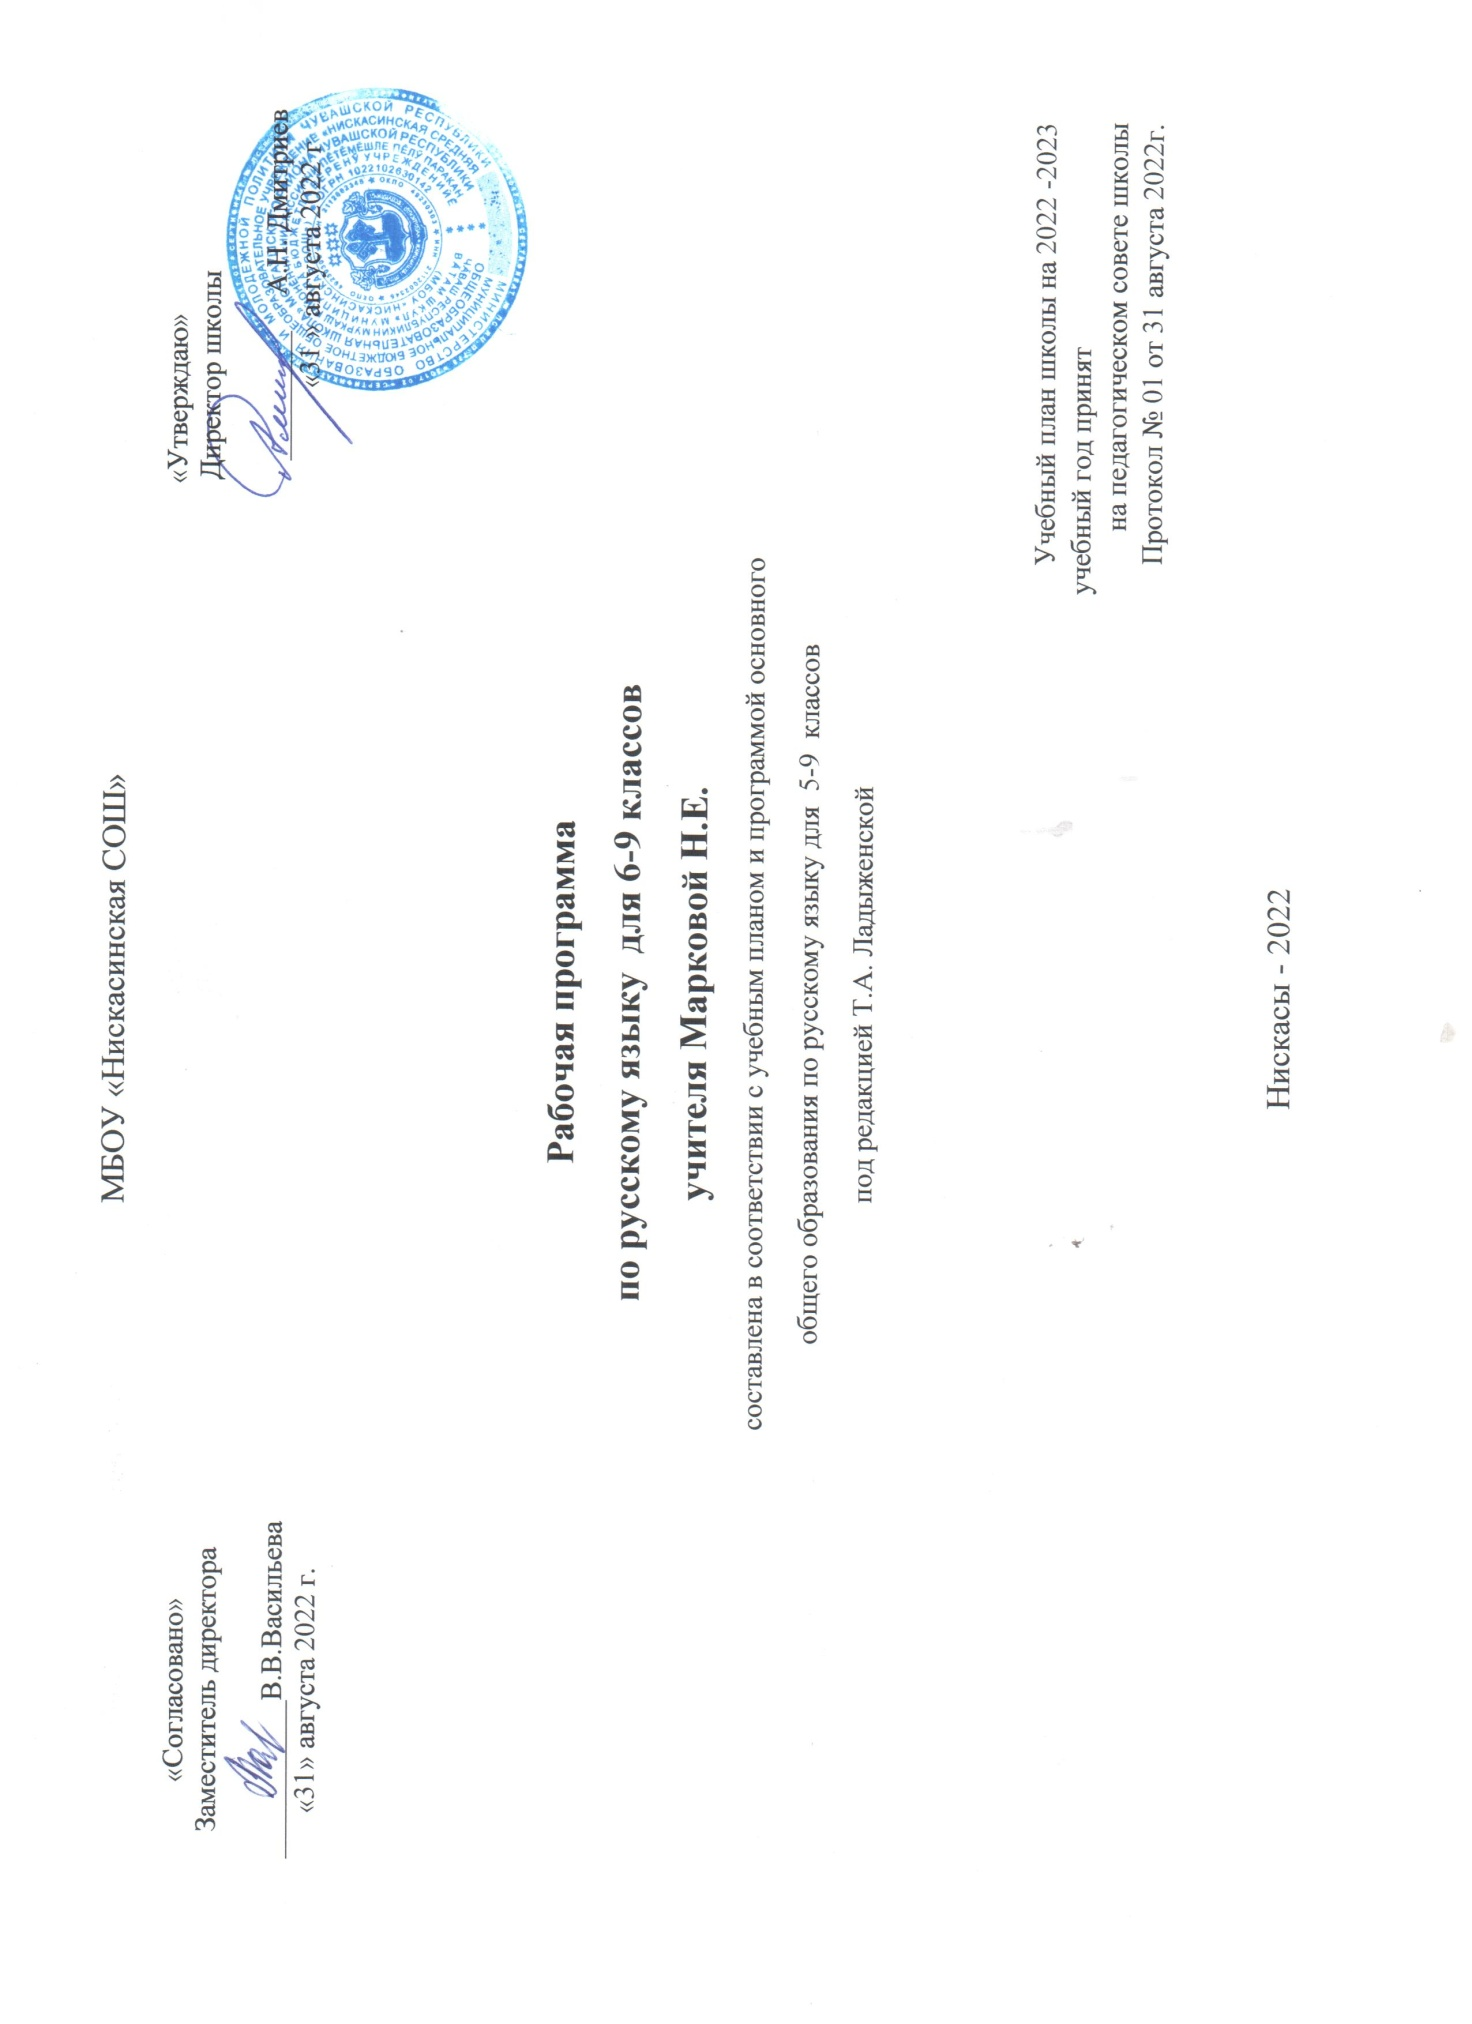 МБОУ «Нискасинская СОШ»
«Согласовано»
Заместитель директора
В.В.Васильева
«31» августа 2022 г.
«Утверждаю»
Директор школы
А.Н.Дмитриев
«31» августа 2022 г
Рабочая программа
по русскому языку для 6-9 классов
учителя Марковой Н.Е.
составлена в соответствии с учебным планом и программой основного
общего образования по русскому языку для 5-9 классов
под редакцией Т.А. Ладыженской
Учебный план школы на 2022 -2023
учебный год принят
на педагогическом совете школы
Протокол № 01 от 31 августа 2022г.
Нискасы - 2022